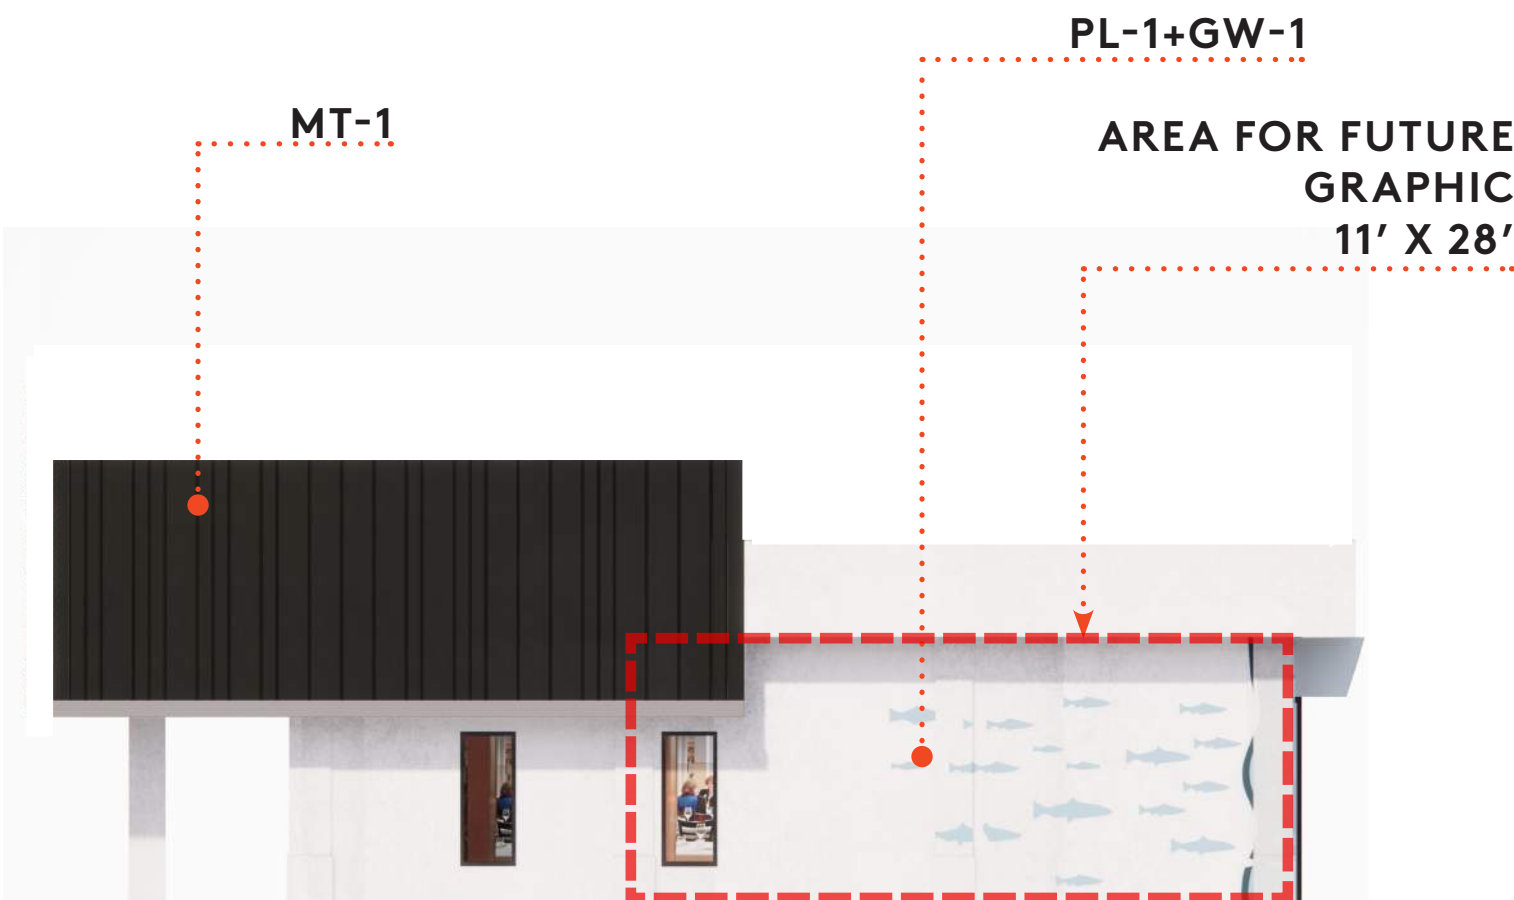 PL-1+GW-1
MT-1
AREA FOR FUTURE
GRAPHIC
11′ X 28′